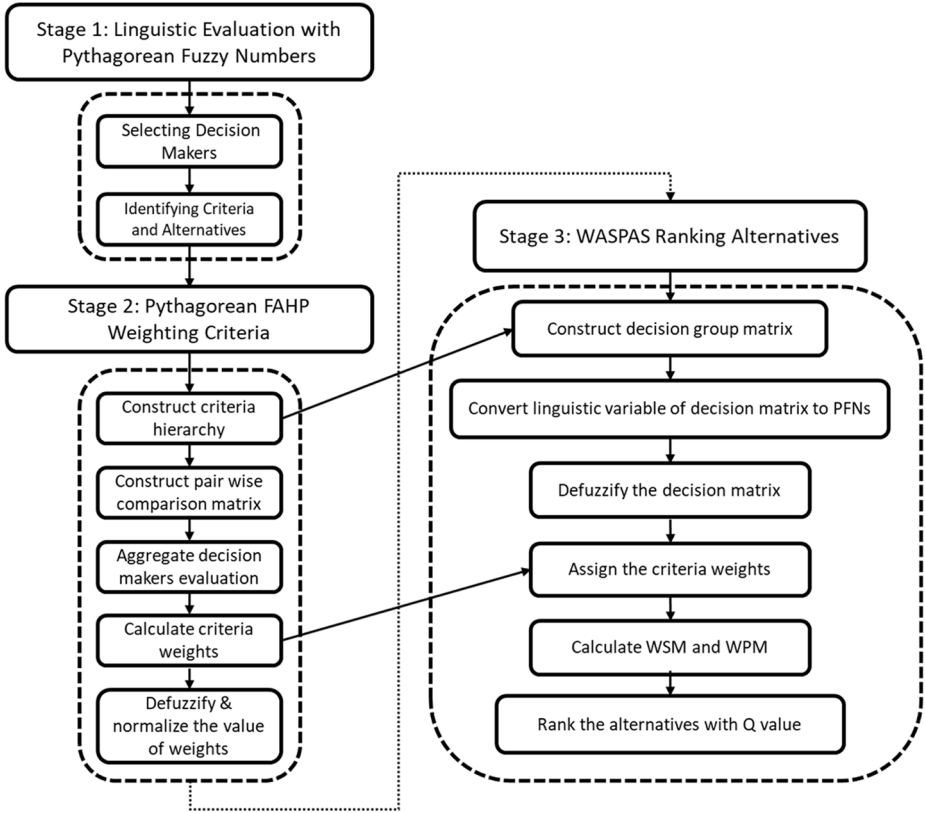 Stage 1: Linguistic Evaluation with
Pythagorean Fuzzy Numbers
Selecting Decision
Makers
Identifying Criteria
and Alternatives
Stage 2: Pythagorean FAHP
Weighting Criteria
Construct criteria
hierarchy
Construct pair wise
comparison matrix
Aggregate decision
makers evaluation
Calculate criteria
weights
Defuzzify &
normalize the value
of weights
Stage 3: WASPAS Ranking Alternatives
Construct decision group matrix
Convert linguistic variable of decision matrix to PFNs
Defuzzify the decision matrix
Assign the criteria weights
Calculate WSM and WPM
Rank the alternatives with Q value